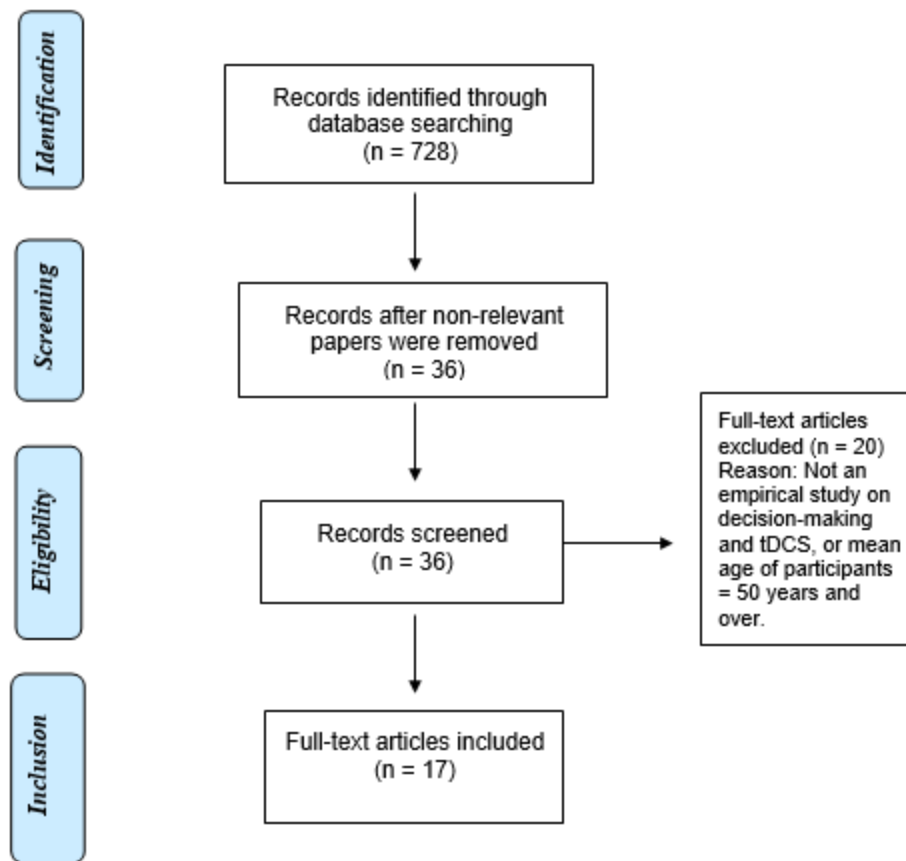 Identification
Records identified through
database searching
(n = 728)
Screening
Records after non-relevant
papers were removed
(n = 36)
Eligibility
Records screened
(n = 36)
Full-text articles
excluded (n = 20)
Reason: Not an
empirical study on
decision-making
and tDCS, or mean
age of participants
= 50 years and
over.
Inclusion
Full-text articles included
(n = 17)